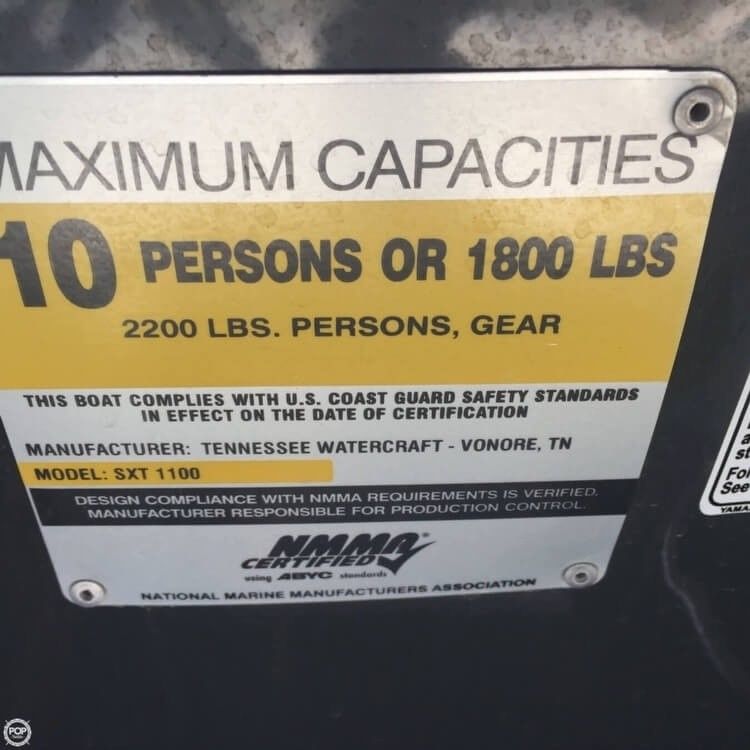 MAXIMUM CAPACITIES
10 PERSONS OR 1800 LBS
2200 LBS. PERSONS, GEAR
THIS BOAT COMPLIES WITH U.S. COAST GUARD SAFETY STANDARDS
IN EFFECT ON THE DATE OF CERTIFICATION
MANUFACTURER: TENNESSEE WATERCRAFT - VONORE, TN
MODEL: SXT 1100
DESIGN COMPLIANCE WITH NMMA REQUIREMENTS IS VERIFIED.
MANUFACTURER RESPONSIBLE FOR PRODUCTION CONTROL.
NMMA®
CERTIFIED
using ABYC standards
NATIONAL MARINE MANUFACTURERS ASSOCIATION
See
POP